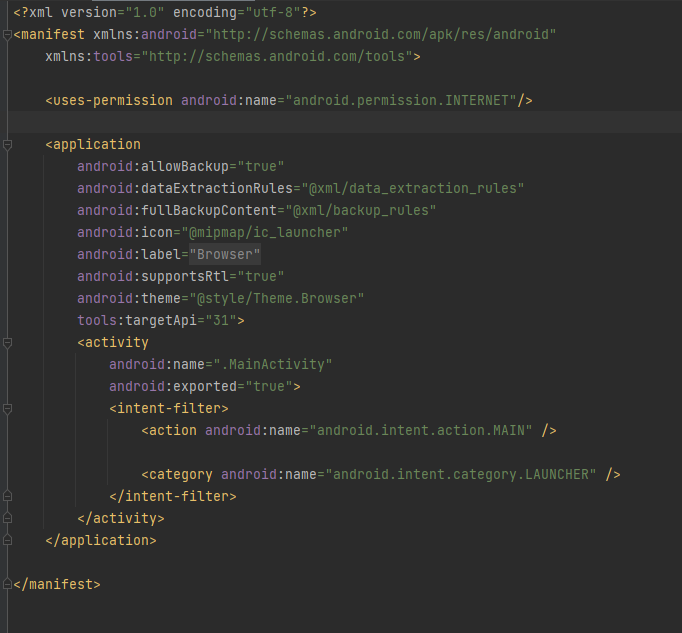 <?xml version="1.0" encoding="utf-8"?>
<manifest xmlns:android="http://schemas.android.com/apk/res/android"
    xmlns:tools="http://schemas.android.com/tools">

    <uses-permission android:name="android.permission.INTERNET"/>

    <application
        android:allowBackup="true"
        android:dataExtractionRules="@xml/data_extraction_rules"
        android:fullBackupContent="@xml/backup_rules"
        android:icon="@mipmap/ic_launcher"
        android:label="Browser"
        android:supportsRtl="true"
        android:theme="@style/Theme.Browser"
        tools:targetApi="31">
        <activity
            android:name=".MainActivity"
            android:exported="true">
            <intent-filter>
                <action android:name="android.intent.action.MAIN" />

                <category android:name="android.intent.category.LAUNCHER" />
            </intent-filter>
        </activity>
    </application>

</manifest>